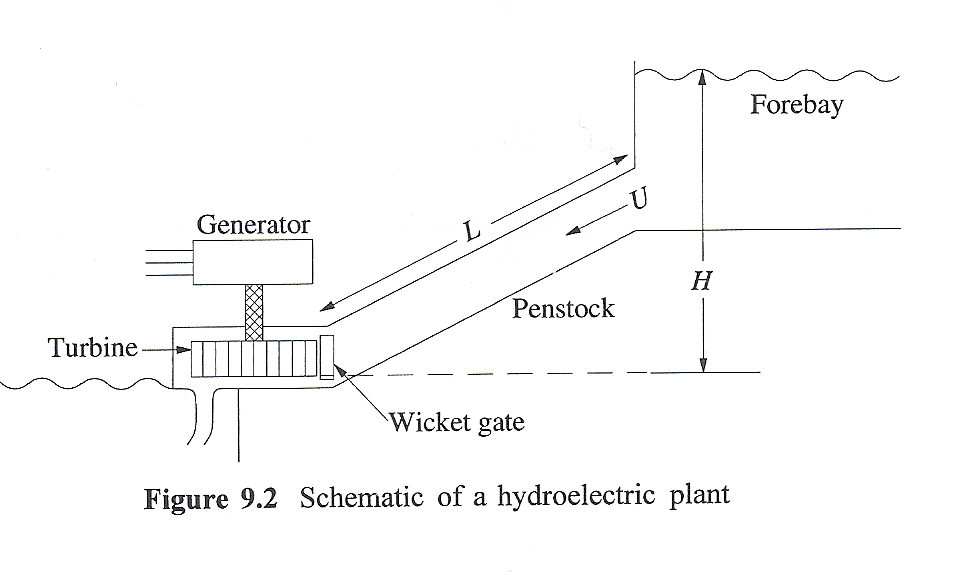 Forebay
U
L
Generator
H
Penstock
Turbine
Wicket gate
Figure 9.2 Schematic of a hydroelectric plant